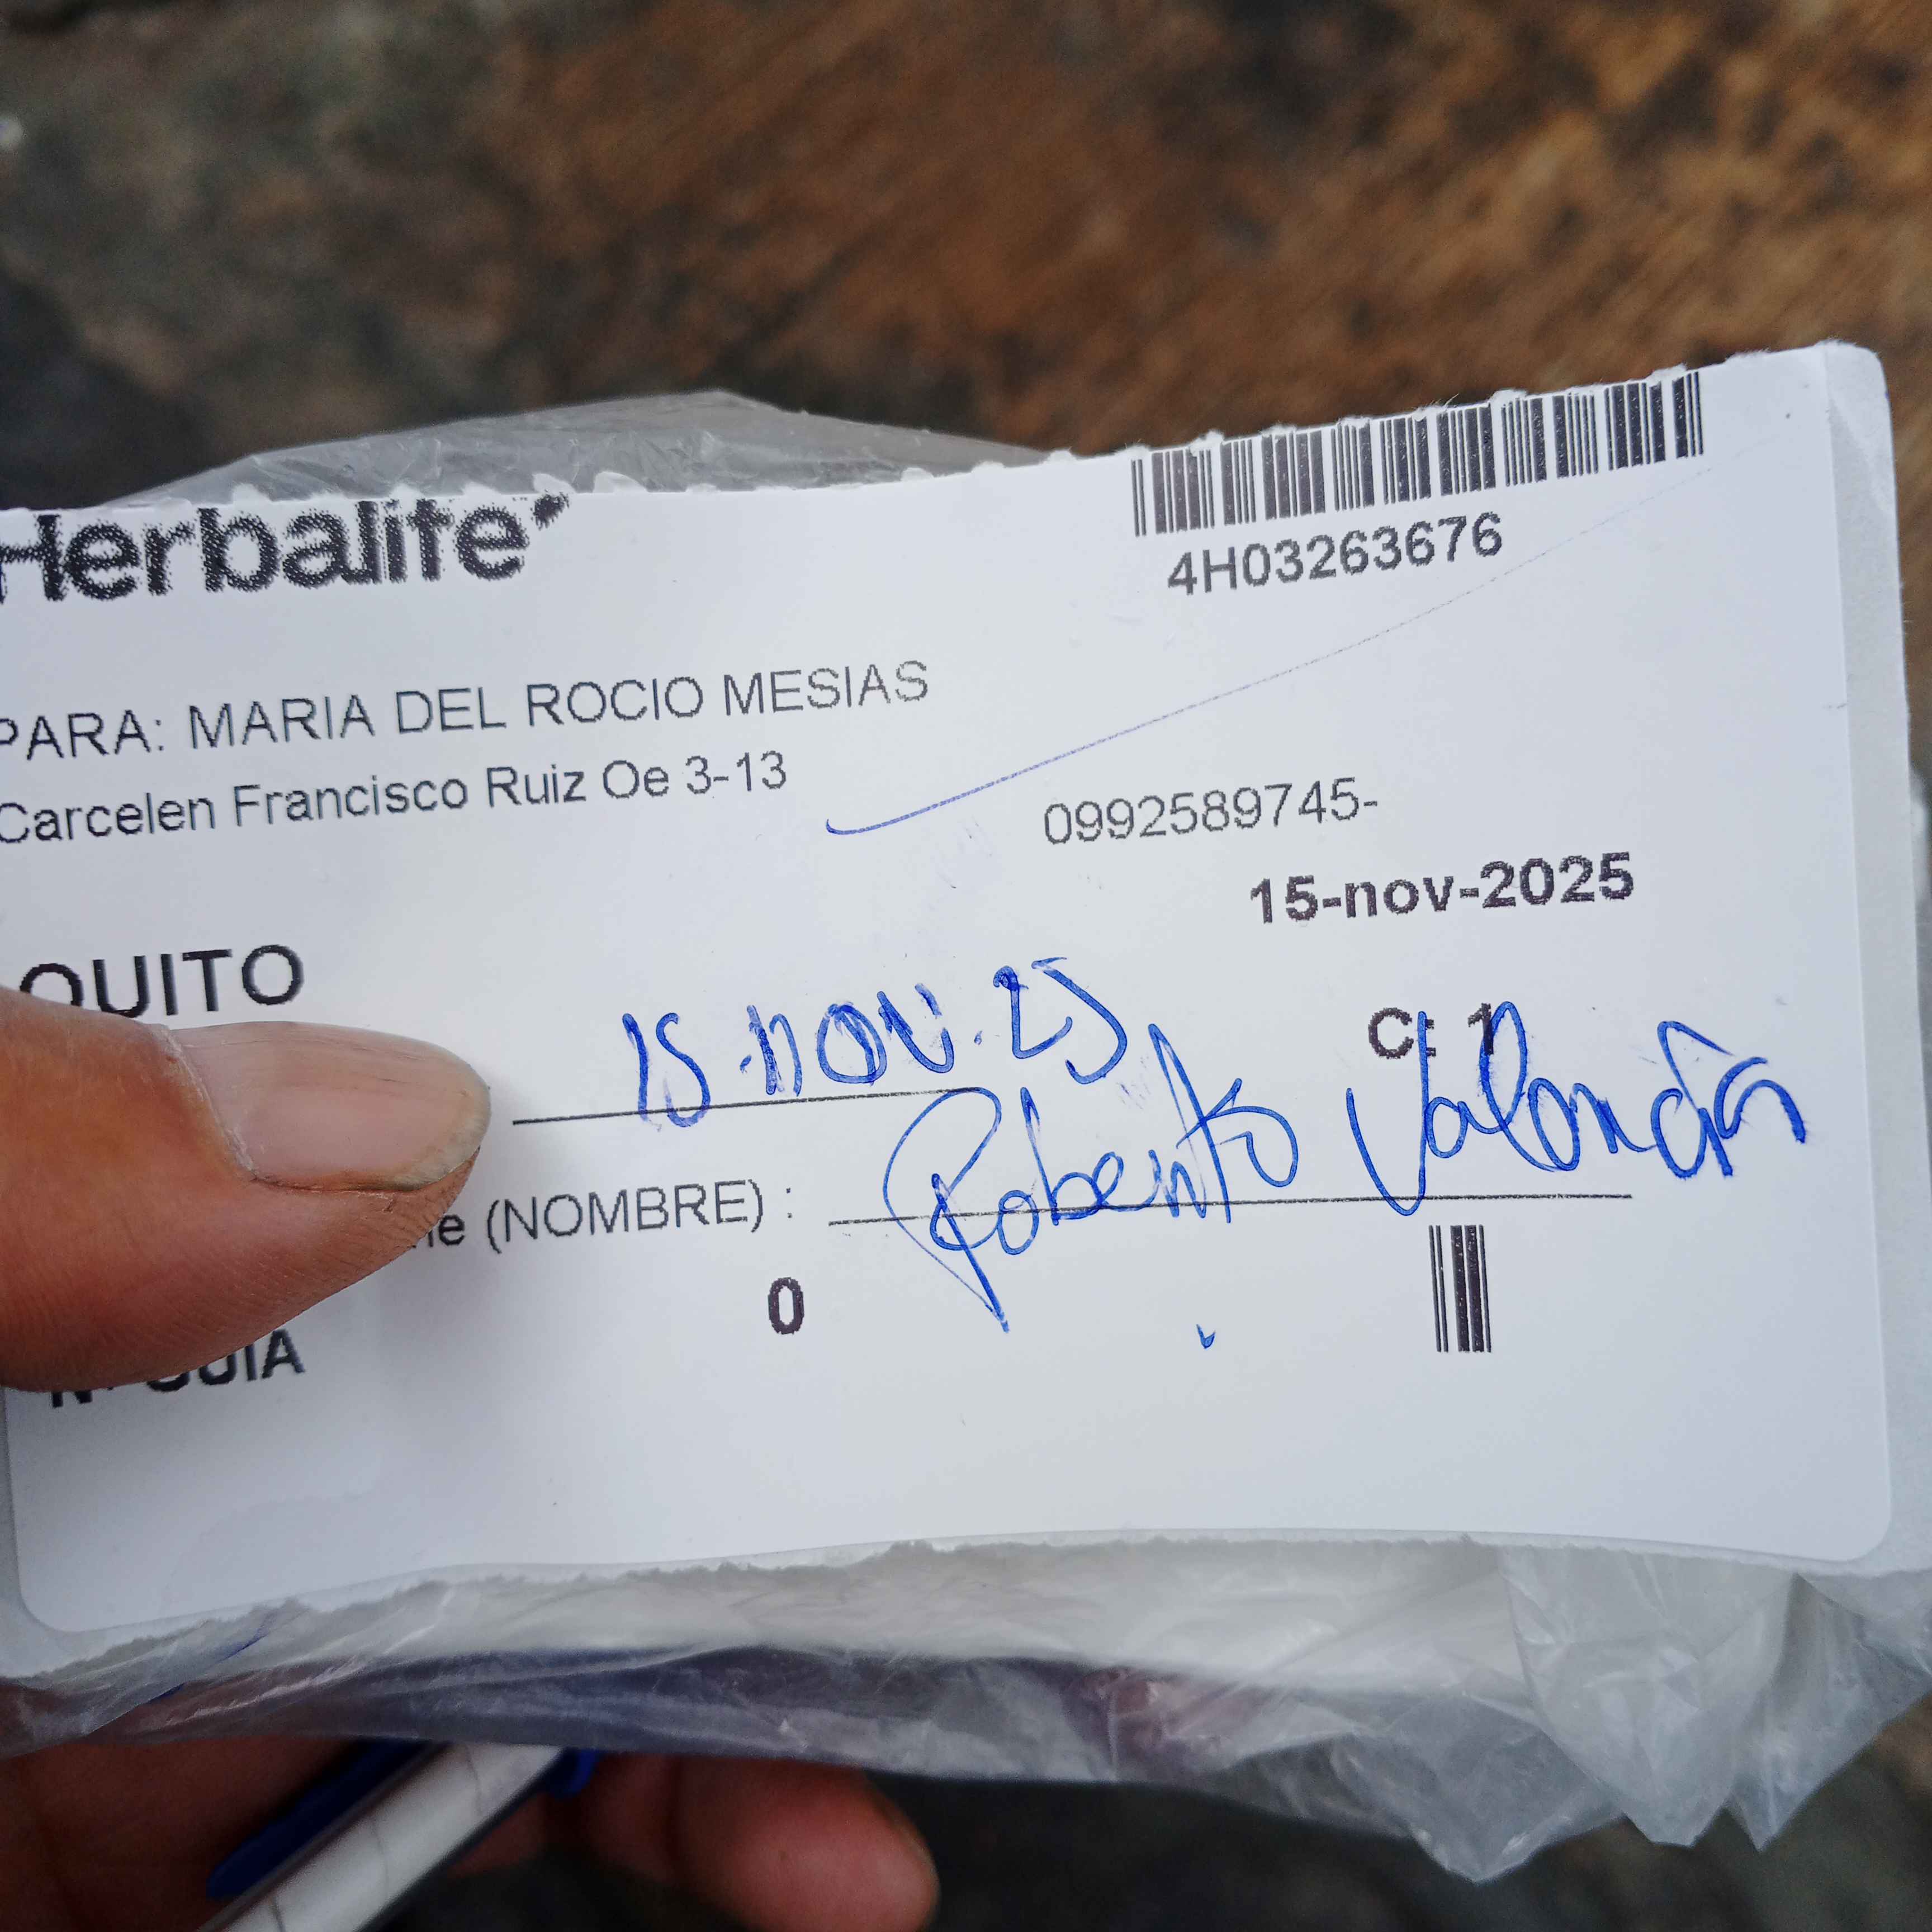 Herbalife
4H03263676
PARA: MARIA DEL ROCIO MESIAS
Carcelen Francisco Ruiz Oe 3-13
0992589745-
15-nov-2025
QUITO
15-nov.25
C: 1
(NOMBRE) : Roberto Valencia
0
GUIA